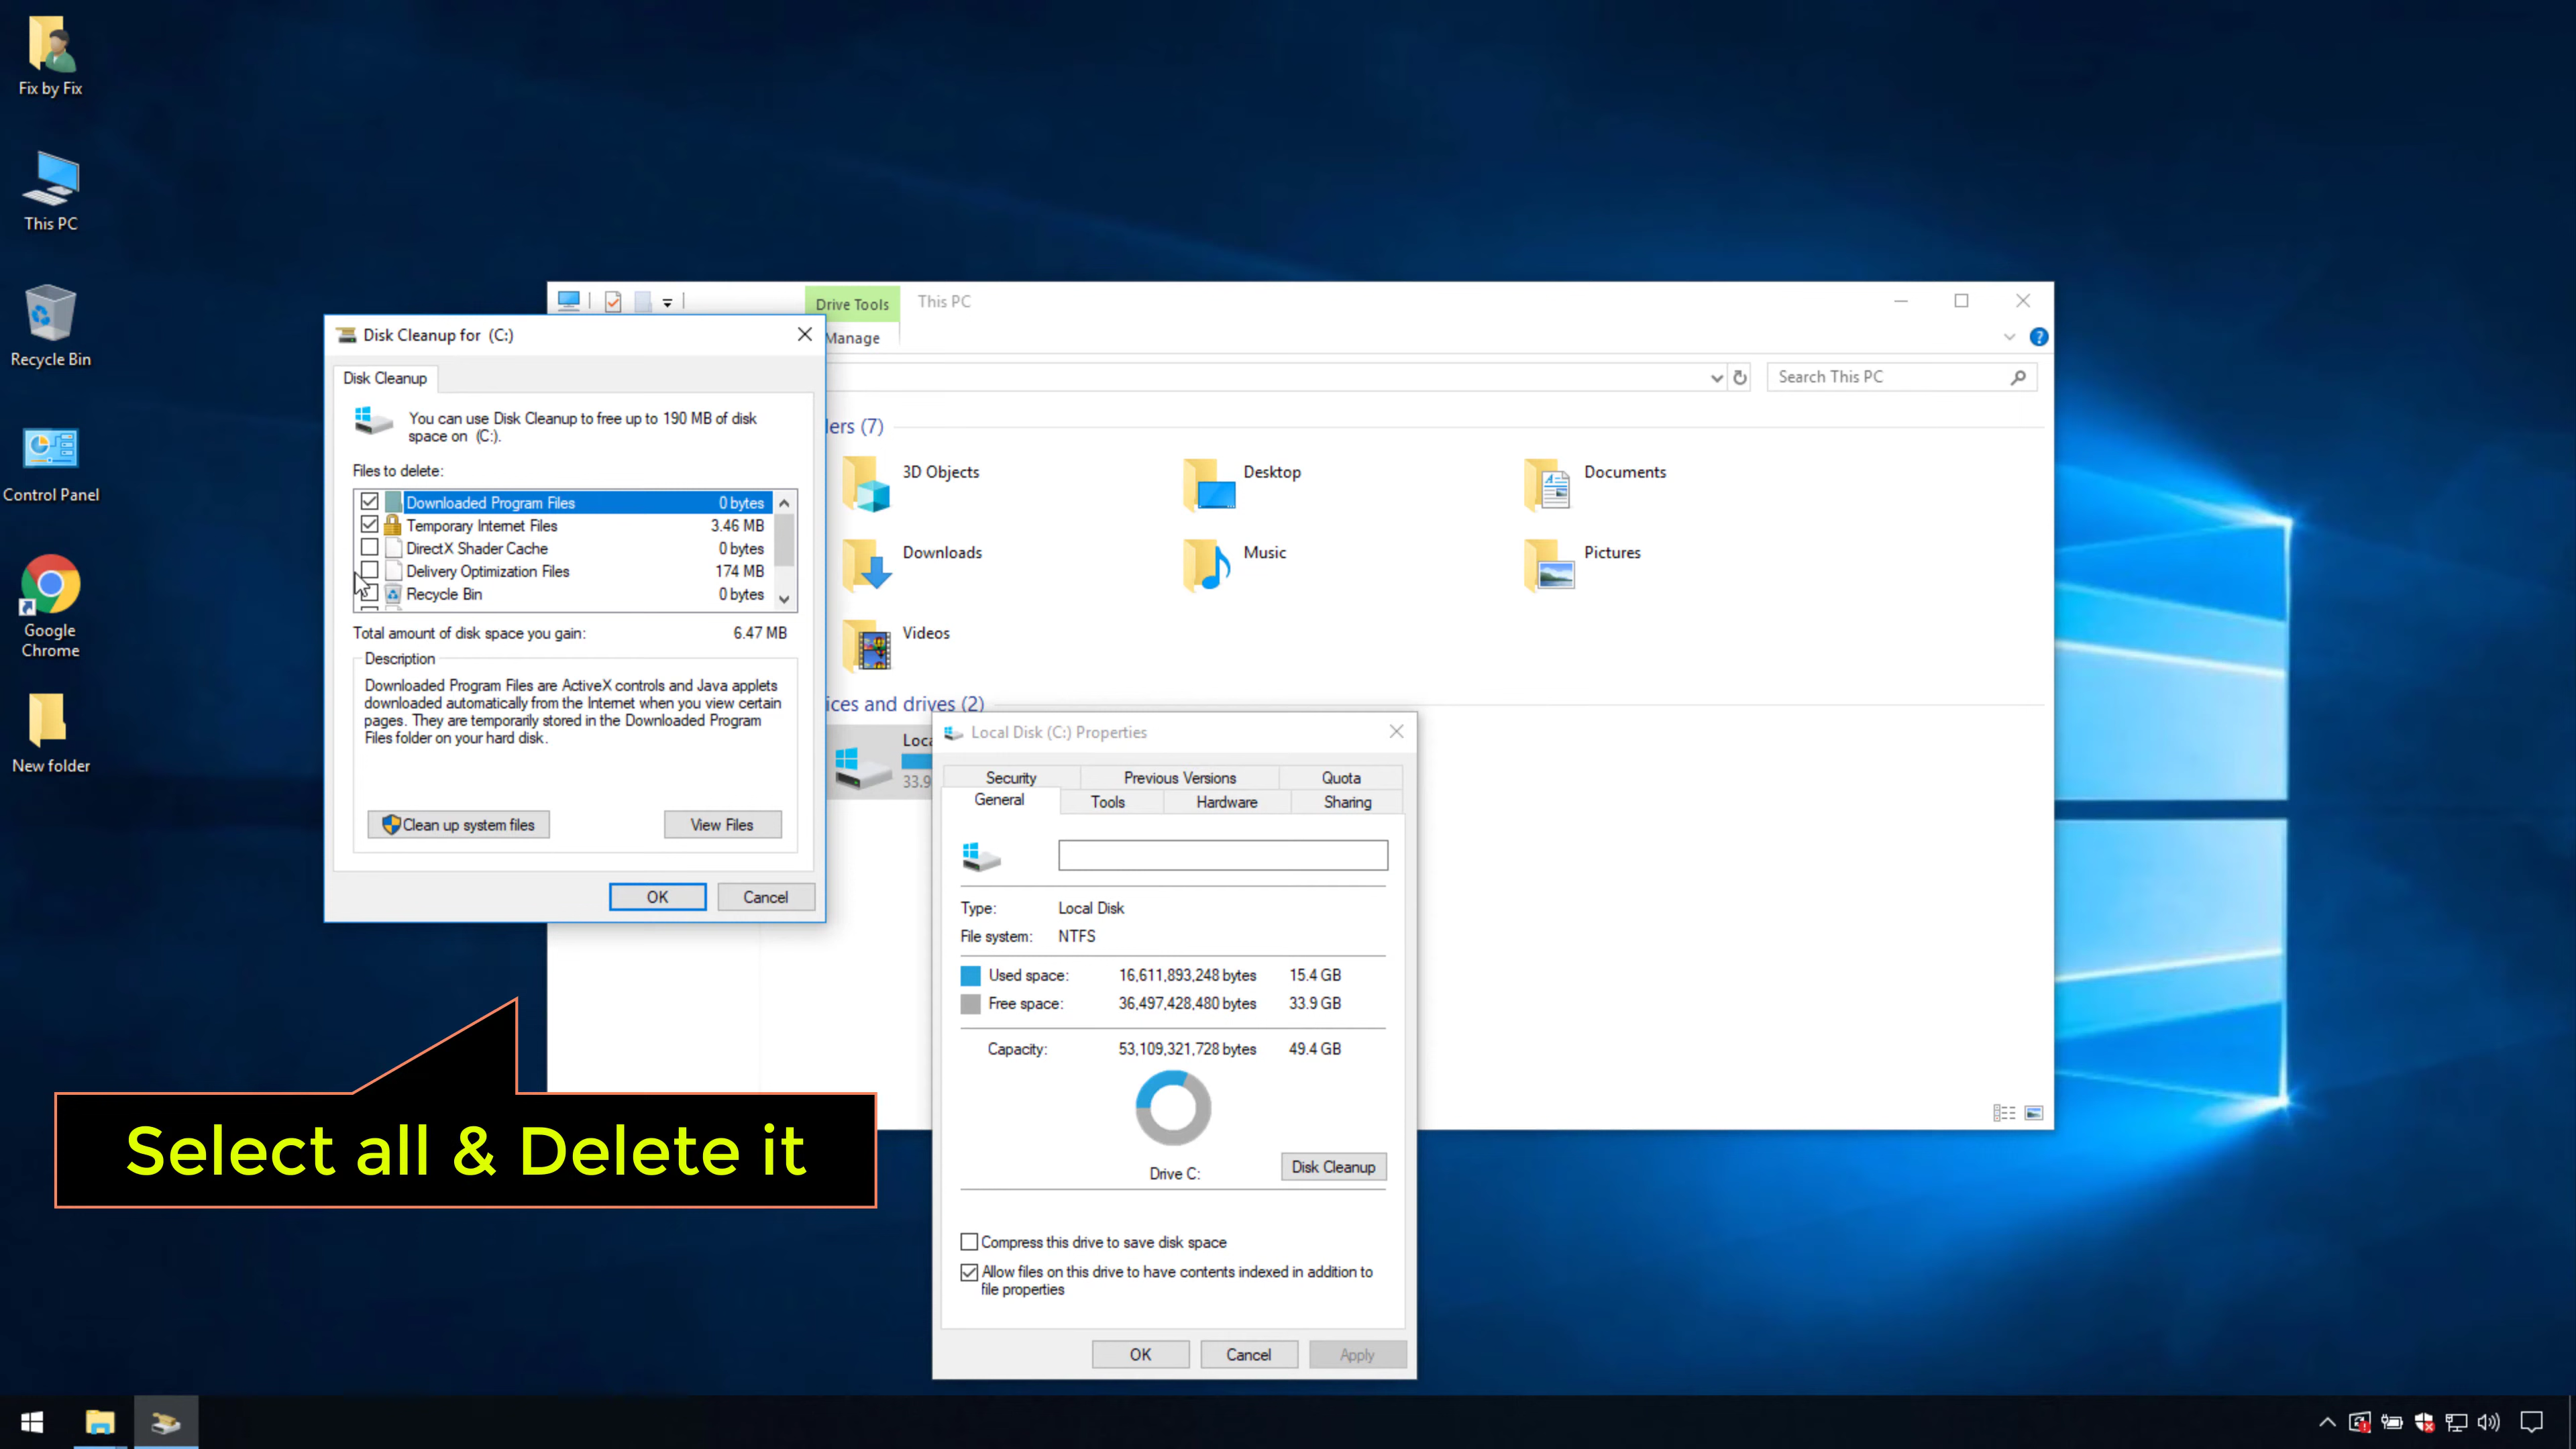 Fix by Fix
This PC
Recycle Bin
Control Panel
Google
Chrome
New folder
Drive Tools
This PC
Manage
Search This PC
Disk Cleanup for (C:)
Disk Cleanup
You can use Disk Cleanup to free up to 190 MB of disk
space on (C:).
Files to delete:
Downloaded Program Files 0 bytes
Temporary Internet Files 3.46 MB
DirectX Shader Cache 0 bytes
Delivery Optimization Files 174 MB
Recycle Bin 0 bytes
Total amount of disk space you gain: 6.47 MB
Description
Downloaded Program Files are ActiveX controls and Java applets
downloaded automatically from the Internet when you view certain
pages. They are temporarily stored in the Downloaded Program
Files folder on your hard disk.
Clean up system files
View Files
OK
Cancel
ers (7)
3D Objects
Desktop
Documents
Downloads
Music
Pictures
Videos
ices and drives (2)
Loca
33.9
Local Disk (C:) Properties
Security
Previous Versions
Quota
General
Tools
Hardware
Sharing
Type: Local Disk
File system: NTFS
Used space: 16,611,893,248 bytes 15.4 GB
Free space: 36,497,428,480 bytes 33.9 GB
Capacity: 53,109,321,728 bytes 49.4 GB
Drive C:
Disk Cleanup
Compress this drive to save disk space
Allow files on this drive to have contents indexed in addition to
file properties
OK
Cancel
Apply
Select all & Delete it